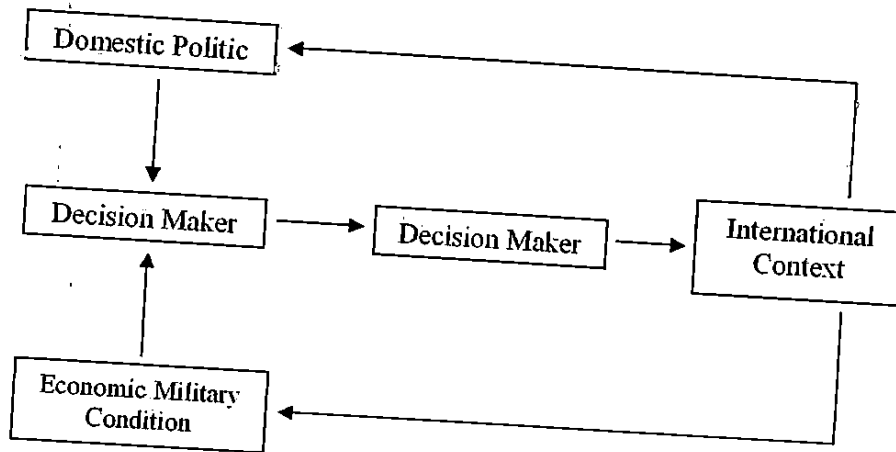 Domestic Politic
Decision Maker
Decision Maker
International
Context
Economic Military
Condition